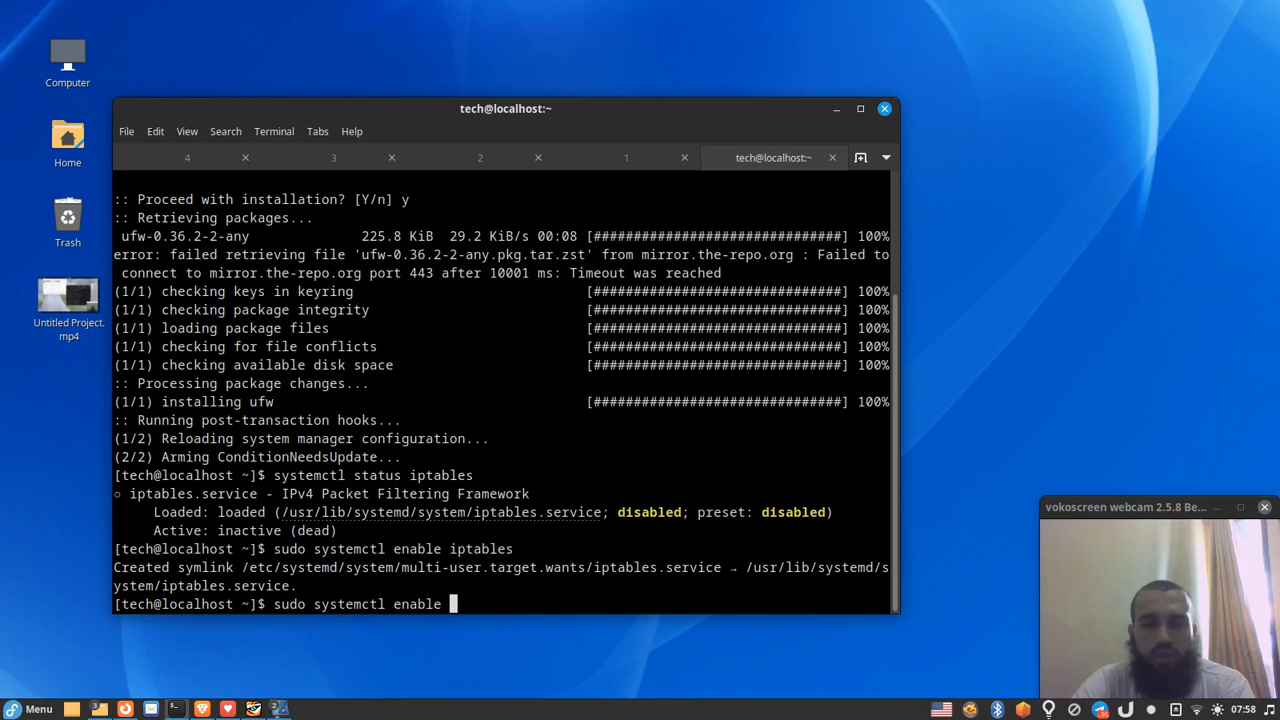 Computer
Home
Trash
Untitled Project.
mp4
tech@localhost:~
File Edit View Search Terminal Tabs Help
4 3 2 1 tech@localhost:~
:: Proceed with installation? [Y/n] y
:: Retrieving packages...
ufw-0.36.2-2-any 225.8 KiB 29.2 KiB/s 00:08 [###############################] 100%
error: failed retrieving file 'ufw-0.36.2-2-any.pkg.tar.zst' from mirror.the-repo.org : Failed to
connect to mirror.the-repo.org port 443 after 10001 ms: Timeout was reached
(1/1) checking keys in keyring [###############################] 100%
(1/1) checking package integrity [###############################] 100%
(1/1) loading package files [###############################] 100%
(1/1) checking for file conflicts [###############################] 100%
(1/1) checking available disk space [###############################] 100%
:: Processing package changes...
(1/1) installing ufw [###############################] 100%
:: Running post-transaction hooks...
(1/2) Reloading system manager configuration...
(2/2) Arming ConditionNeedsUpdate...
[tech@localhost ~]$ systemctl status iptables
○ iptables.service - IPv4 Packet Filtering Framework
Loaded: loaded (/usr/lib/systemd/system/iptables.service; disabled; preset: disabled)
Active: inactive (dead)
[tech@localhost ~]$ sudo systemctl enable iptables
Created symlink /etc/systemd/system/multi-user.target.wants/iptables.service → /usr/lib/systemd/s
ystem/iptables.service.
[tech@localhost ~]$ sudo systemctl enable
vokoscreen webcam 2.5.8 Be...
Menu
3
2
07:58